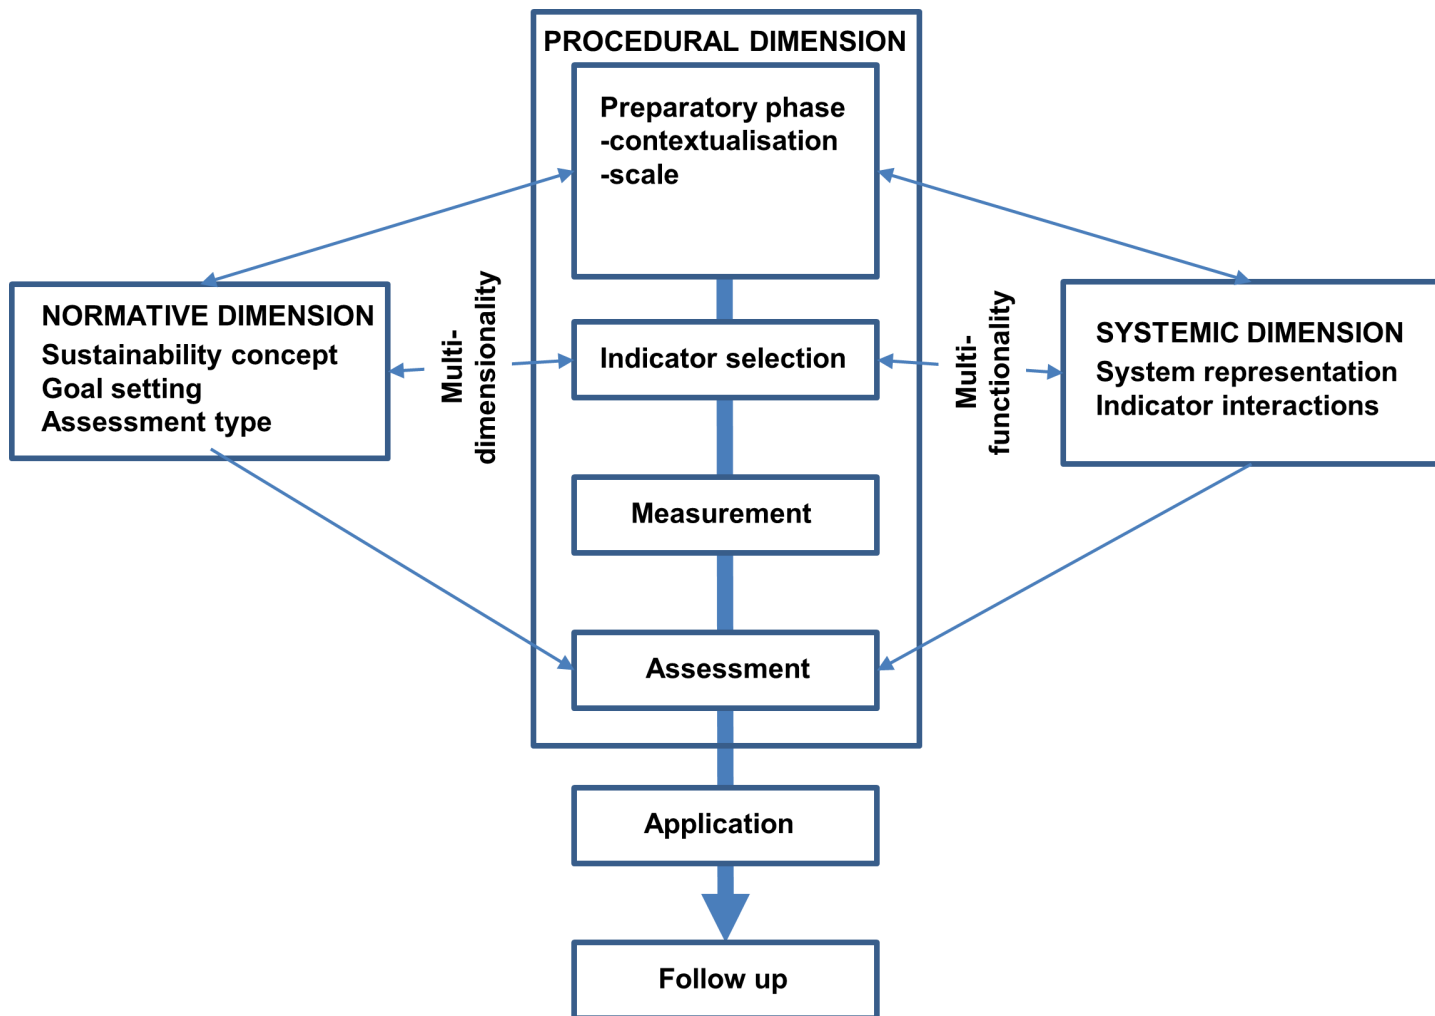 PROCEDURAL DIMENSION
Preparatory phase
-contextualisation
-scale
NORMATIVE DIMENSION
Sustainability concept
Goal setting
Assessment type
Multi-
dimensionality
Indicator selection
Multi-
functionality
SYSTEMIC DIMENSION
System representation
Indicator interactions
Measurement
Assessment
Application
Follow up